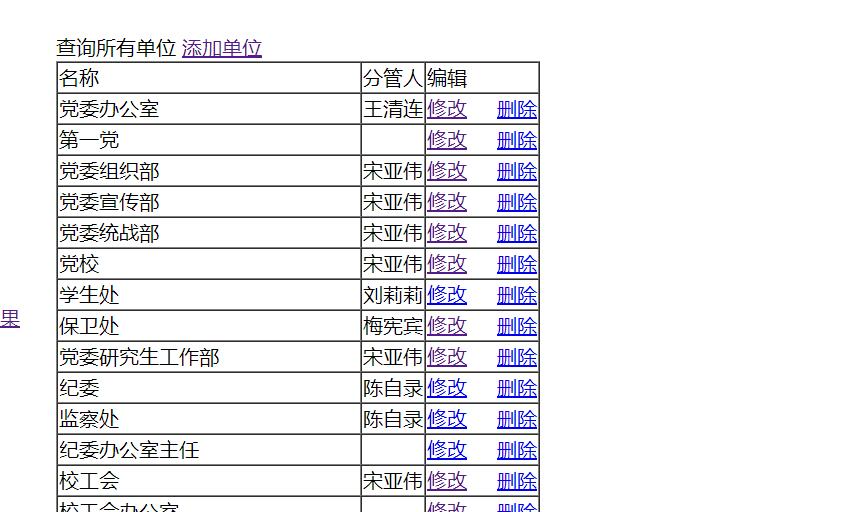 查询所有单位 添加单位
名称 分管人 编辑
党委办公室 王清连 修改 删除
第一党 修改 删除
党委组织部 宋亚伟 修改 删除
党委宣传部 宋亚伟 修改 删除
党委统战部 宋亚伟 修改 删除
党校 宋亚伟 修改 删除
学生处 刘莉莉 修改 删除
果
保卫处 梅宪宾 修改 删除
党委研究生工作部 宋亚伟 修改 删除
纪委 陈自录 修改 删除
监察处 陈自录 修改 删除
纪委办公室主任 修改 删除
校工会 宋亚伟 修改 删除
校工会办公室 修改 删除